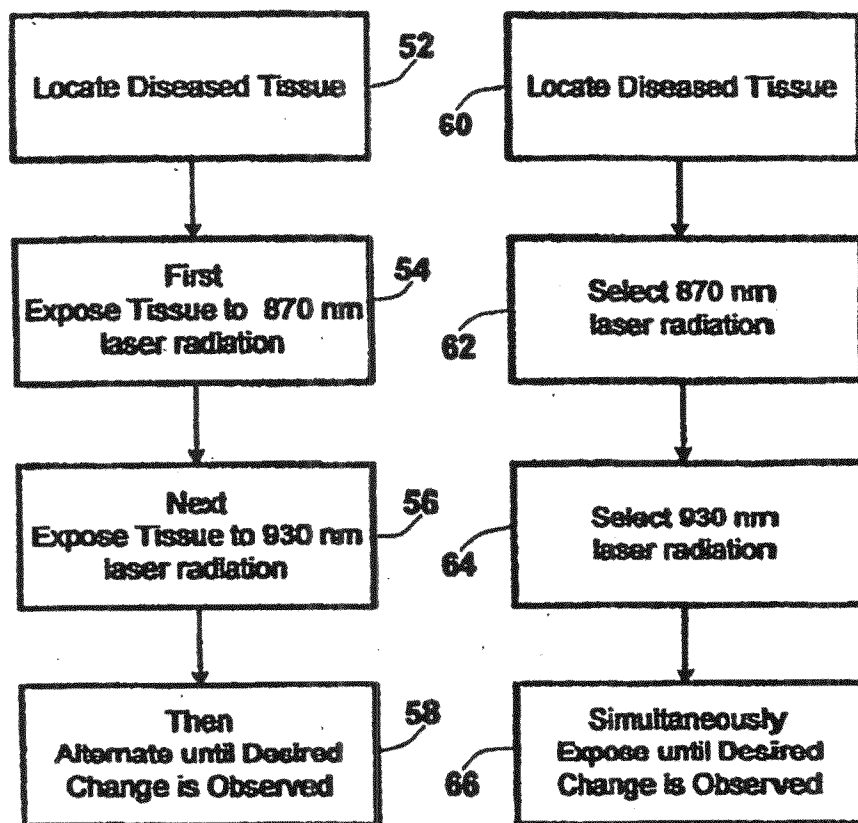 Locate Diseased Tissue
52
First
Expose Tissue to 870 nm
laser radiation
54
Next
Expose Tissue to 930 nm
laser radiation
56
Then
Alternate until Desired
Change is Observed
58
Locate Diseased Tissue
60
Select 870 nm
laser radiation
62
Select 930 nm
laser radiation
64
Simultaneously
Expose until Desired
Change is Observed
66